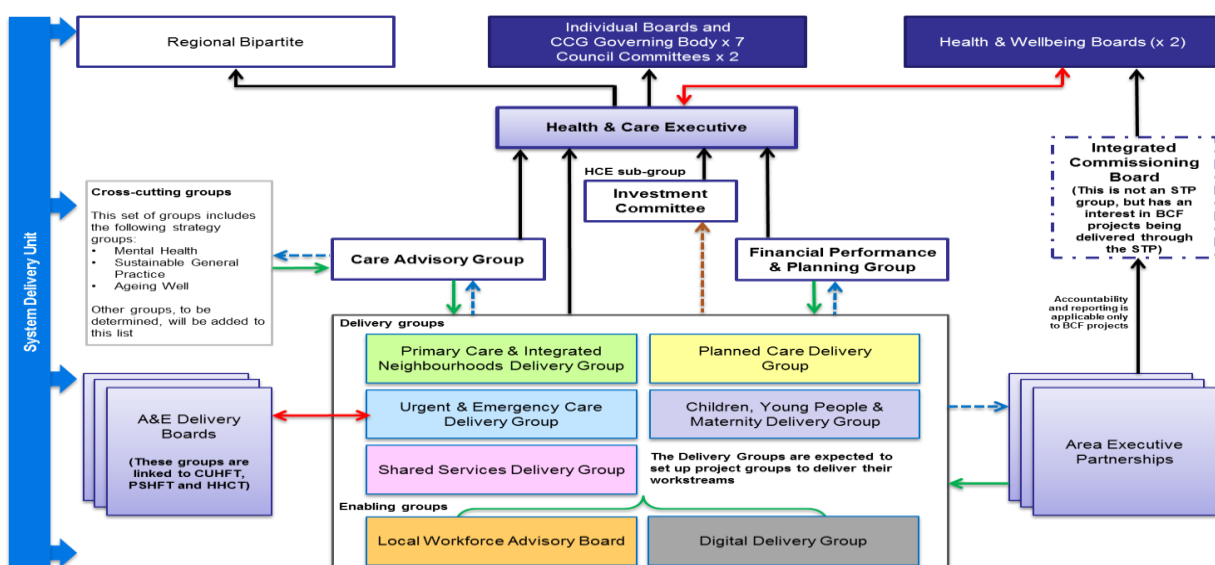 System Delivery Unit
Regional Bipartite
Individual Boards and
CCG Governing Body x 7
Council Committees x 2
Health & Wellbeing Boards (x 2)
Health & Care Executive
HCE sub-group
Investment
Committee
Integrated
Commissioning
Board
(This is not an STP
group, but has an
interest in BCF
projects being
delivered through
the STP)
Cross-cutting groups
This set of groups includes
the following strategy
groups:
• Mental Health
• Sustainable General
Practice
• Ageing Well
Other groups, to be
determined, will be added to
this list
Care Advisory Group
Financial Performance
& Planning Group
Accountability
and reporting is
applicable only
to BCF projects
Delivery groups
Primary Care & Integrated
Neighbourhoods Delivery Group
Planned Care Delivery
Group
Urgent & Emergency Care
Delivery Group
Children, Young People &
Maternity Delivery Group
Shared Services Delivery Group
The Delivery Groups are expected to
set up project groups to deliver their
workstreams
Enabling groups
Local Workforce Advisory Board
Digital Delivery Group
A&E Delivery
Boards
(These groups are
linked to CUHFT,
PSHFT and HHCT)
Area Executive
Partnerships